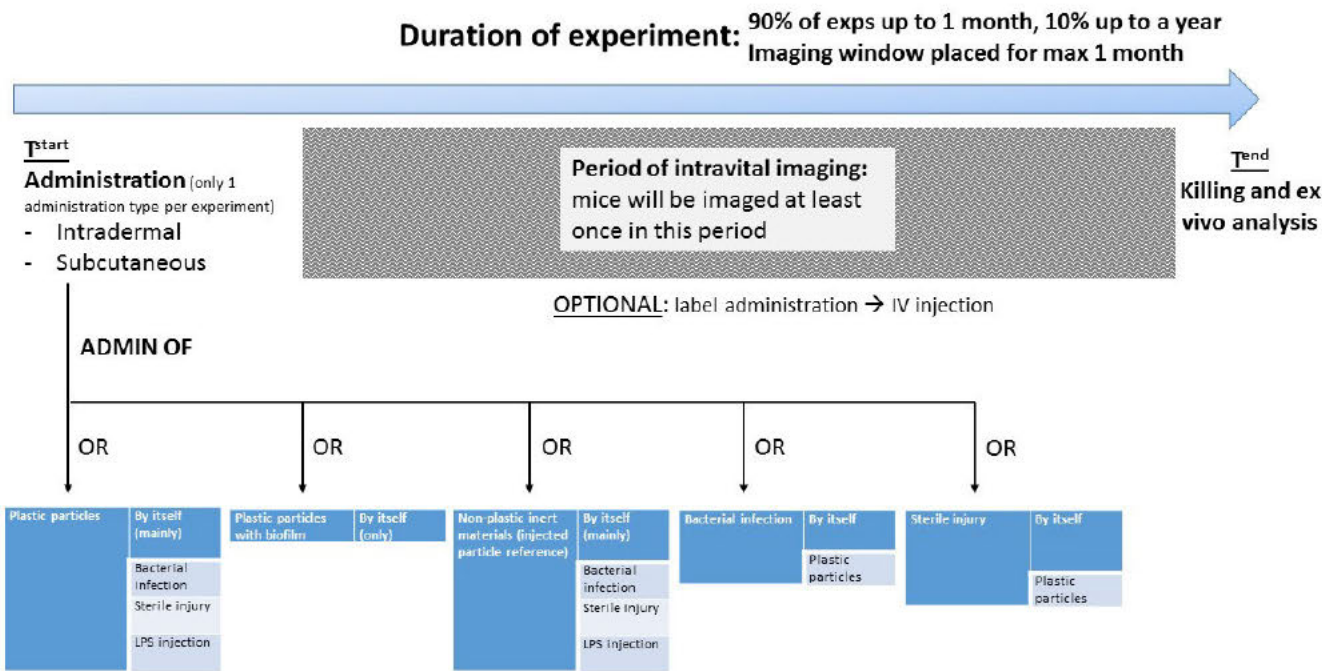 Duration of experiment:
90% of exps up to 1 month, 10% up to a year
Imaging window placed for max 1 month
Tstart
Administration (only 1
administration type per experiment)
- Intradermal
- Subcutaneous
Period of intravital imaging:
mice will be imaged at least
once in this period
Tend
Killing and ex
vivo analysis
OPTIONAL: label administration → IV injection
ADMIN OF
OR
OR
OR
OR
OR
Plastic particles
By itself
(mainly)
Bacterial
infection
Sterile injury
LPS injection
Plastic particles
with biofilm
By itself
(only)
Non-plastic inert
materials (injected
particle reference)
By itself
(mainly)
Bacterial
infection
Sterile injury
LPS injection
Bacterial infection
By itself
Plastic
particles
Sterile injury
By itself
Plastic
particles